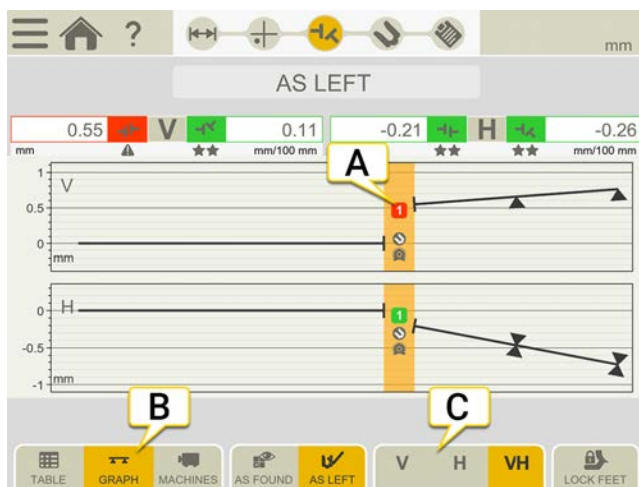 ?
mm
AS LEFT
0.55 V 0.11 -0.21 H -0.26
mm mm/100 mm mm/100 mm
A
1
V
0.5
1
0
mm
H
0
1
-0.5
-1
mm
B
C
TABLE GRAPH MACHINES AS FOUND AS LEFT V H VH LOCK FEET